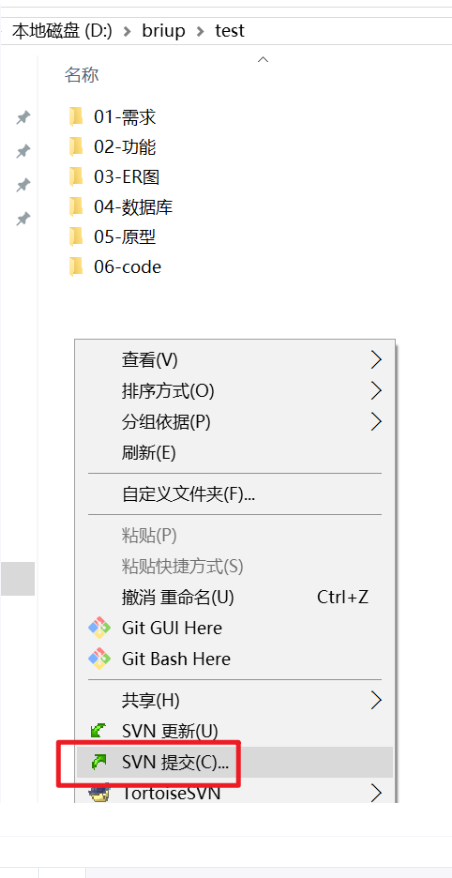 本地磁盘 (D:) > briup > test
名称
01-需求
02-功能
03-ER图
04-数据库
05-原型
06-code
查看(V)
排序方式(O)
分组依据(P)
刷新(E)
自定义文件夹(F)...
粘贴(P)
粘贴快捷方式(S)
撤消 重命名(U) Ctrl+Z
Git GUI Here
Git Bash Here
共享(H)
SVN 更新(U)
SVN 提交(C)...
TortoiseSVN